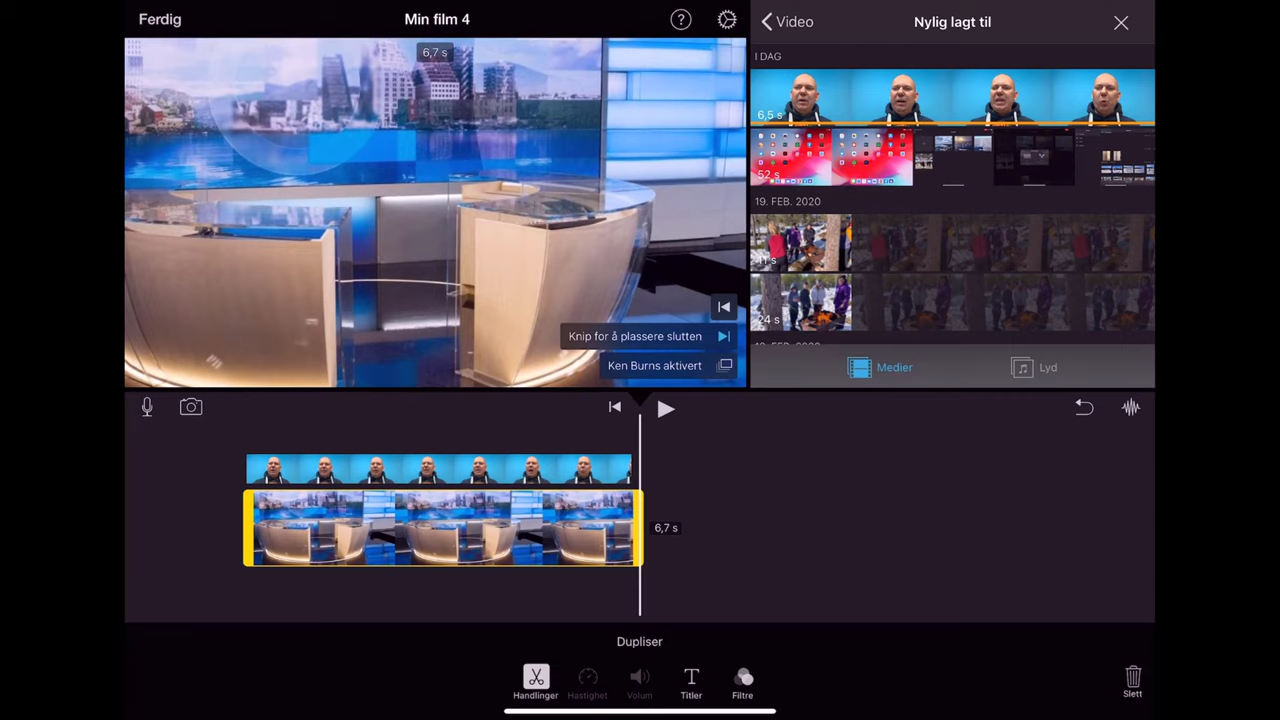 Ferdig
Min film 4
?
6,7 s
Knip for å plassere slutten
Ken Burns aktivert
Video
Nylig lagt til
I DAG
6,5 s
52 s
19. FEB. 2020
11 s
24 s
Medier
Lyd
6,7 s
Dupliser
Handlinger
Hastighet
Volum
T
Titler
Filtre
Slett